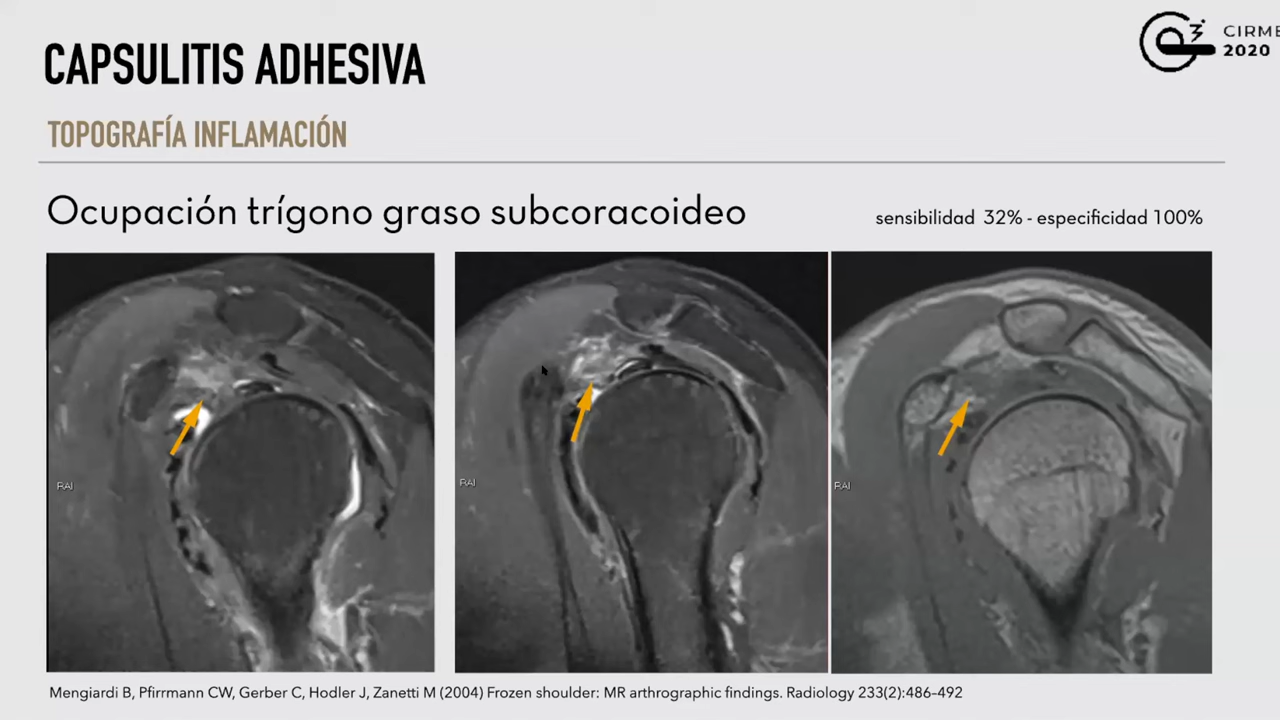 CAPSULITIS ADHESIVA
CIRME
2020
TOPOGRAFÍA INFLAMACIÓN
Ocupación trígono graso subcoracoideo
sensibilidad 32% - especificidad 100%
RAI
RAI
RAI
Mengiardi B, Pfirrmann CW, Gerber C, Hodler J, Zanetti M (2004) Frozen shoulder: MR arthrographic findings. Radiology 233(2):486-492